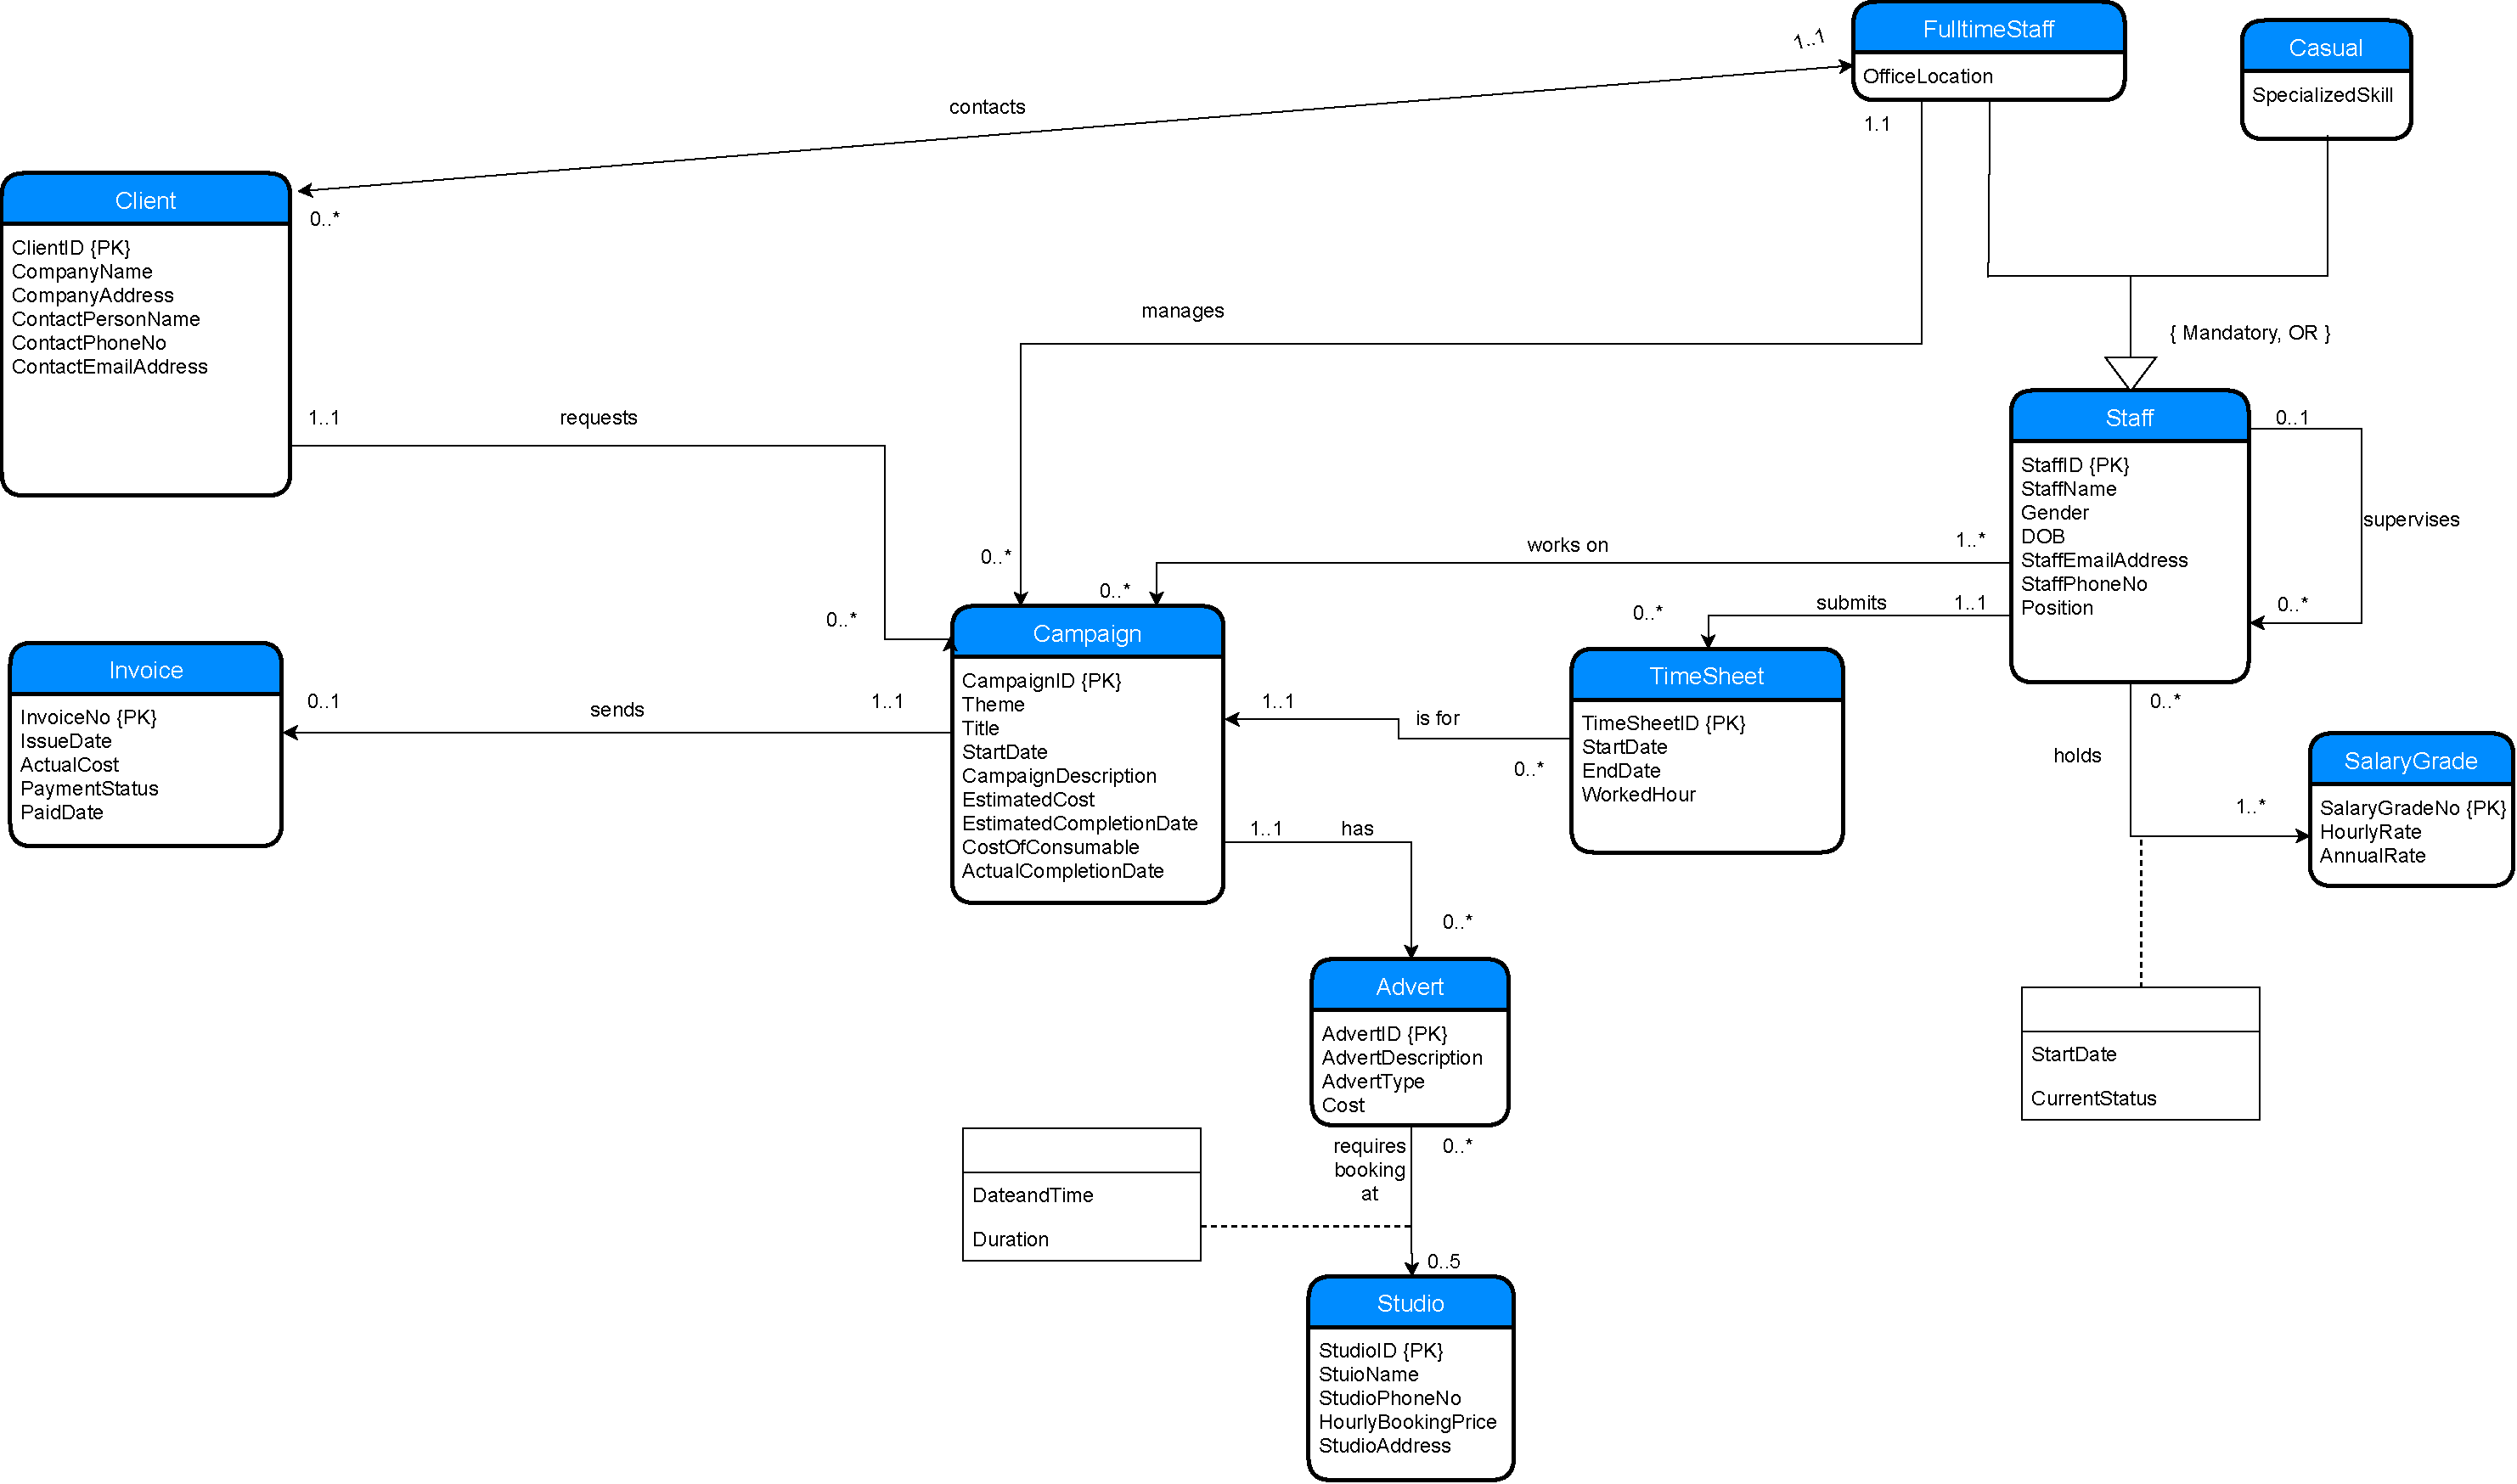 FulltimeStaff
OfficeLocation
Casual
SpecializedSkill
1..1
contacts
0..*
1.1
Client
ClientID {PK}
CompanyName
CompanyAddress
ContactPersonName
ContactPhoneNo
ContactEmailAddress
manages
{ Mandatory, OR }
1..1
requests
Staff
StaffID {PK}
StaffName
Gender
DOB
StaffEmailAddress
StaffPhoneNo
Position
0..1
supervises
0..*
works on
1..*
0..*
0..*
0..*
submits
1..1
0..*
Campaign
CampaignID {PK}
Theme
Title
StartDate
CampaignDescription
EstimatedCost
EstimatedCompletionDate
CostOfConsumable
ActualCompletionDate
Invoice
InvoiceNo {PK}
IssueDate
ActualCost
PaymentStatus
PaidDate
0..1
sends
1..1
TimeSheet
TimeSheetID {PK}
StartDate
EndDate
WorkedHour
1..1
is for
0..*
0..*
holds
1..*
SalaryGrade
SalaryGradeNo {PK}
HourlyRate
AnnualRate
1..1
has
0..*
Advert
AdvertID {PK}
AdvertDescription
AdvertType
Cost
StartDate
CurrentStatus
requires
booking
at
0..*
DateandTime
Duration
0..5
Studio
StudioID {PK}
StuioName
StudioPhoneNo
HourlyBookingPrice
StudioAddress